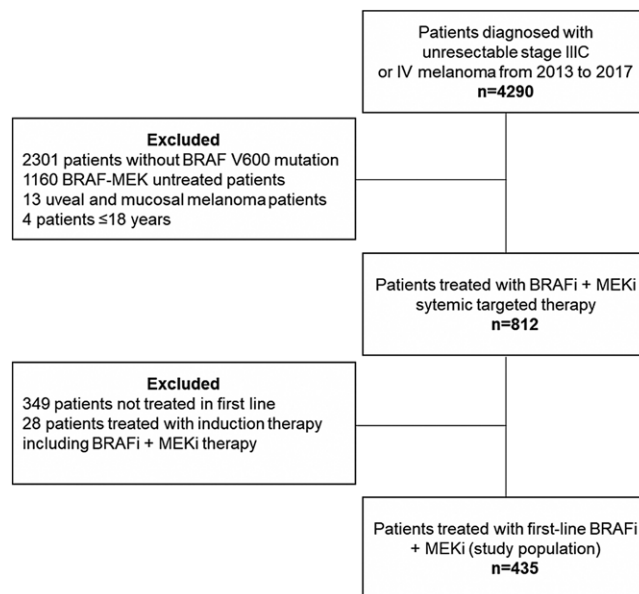 Patients diagnosed with
unresectable stage IIIC
or IV melanoma from 2013 to 2017
n=4290
Excluded
2301 patients without BRAF V600 mutation
1160 BRAF-MEK untreated patients
13 uveal and mucosal melanoma patients
4 patients ≤18 years
Patients treated with BRAFi + MEKi
sytemic targeted therapy
n=812
Excluded
349 patients not treated in first line
28 patients treated with induction therapy
including BRAFi + MEKi therapy
Patients treated with first-line BRAFi
+ MEKi (study population)
n=435